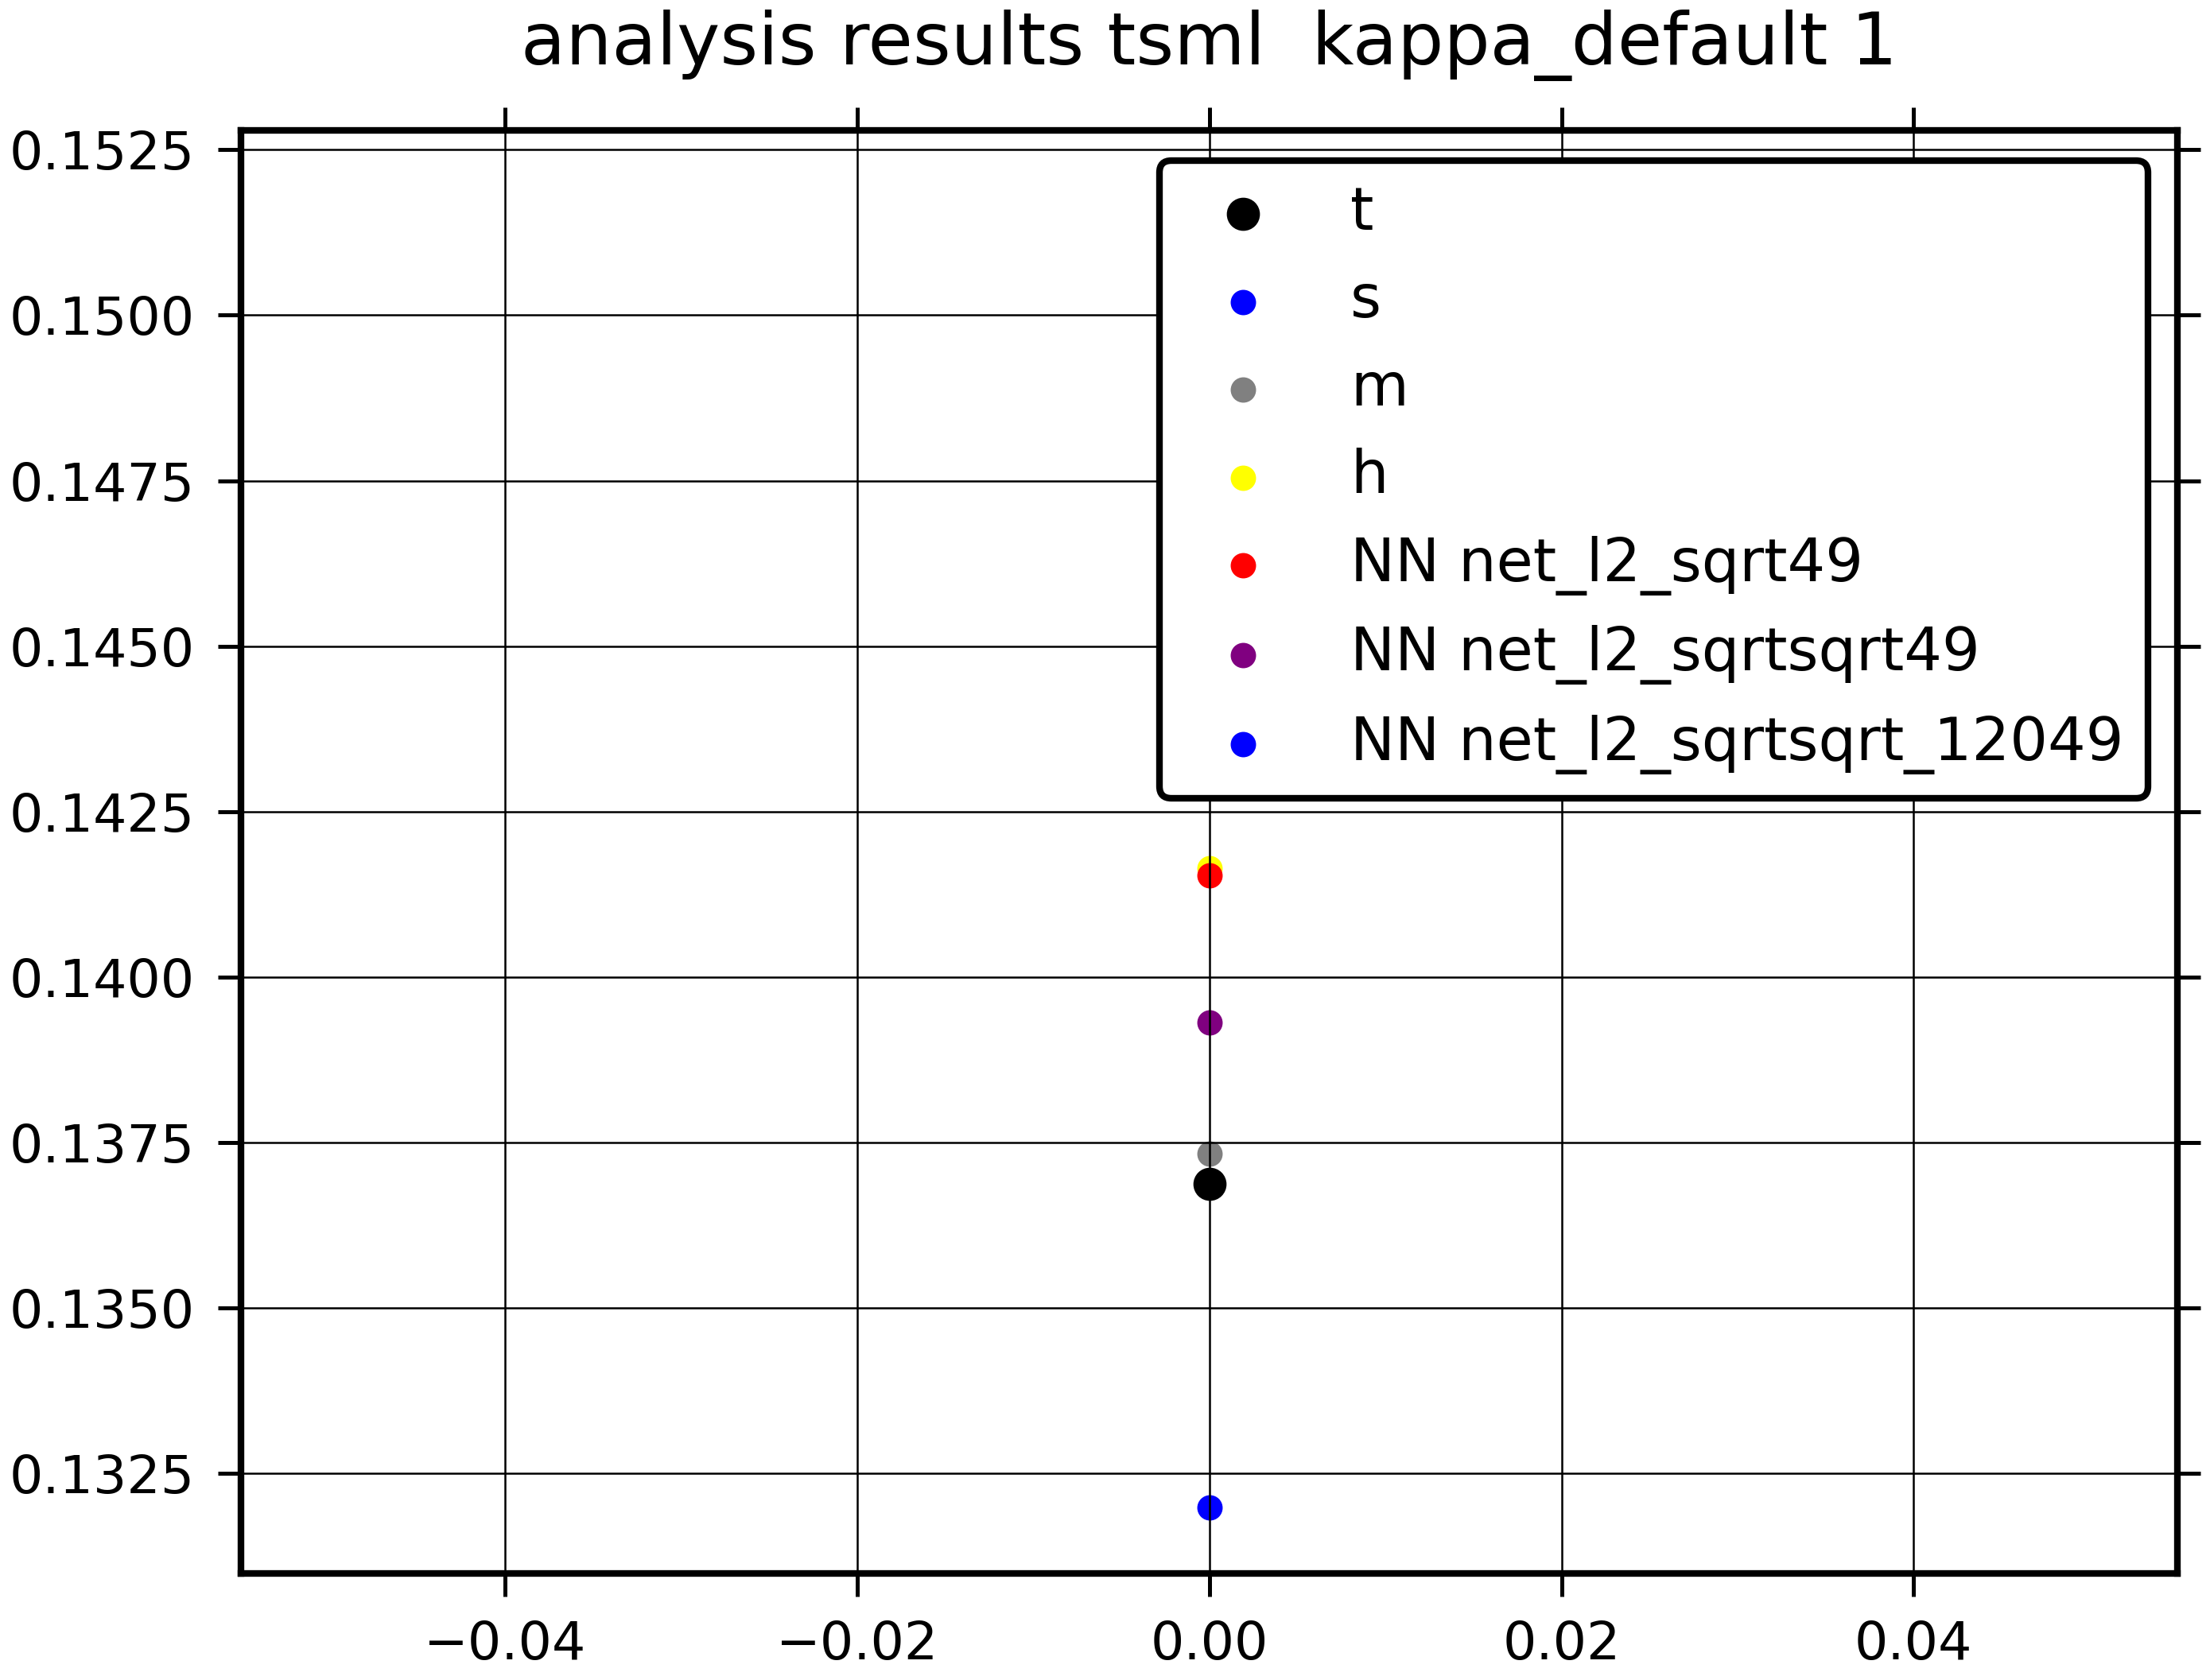 analysis results tsml  kappa_default 1
0.1525
0.1500
0.1475
0.1450
0.1425
0.1400
0.1375
0.1350
0.1325
t
s
m
h
NN net_l2_sqrt49
NN net_l2_sqrtsqrt49
NN net_l2_sqrtsqrt_12049
−0.04 −0.02 0.00 0.02 0.04